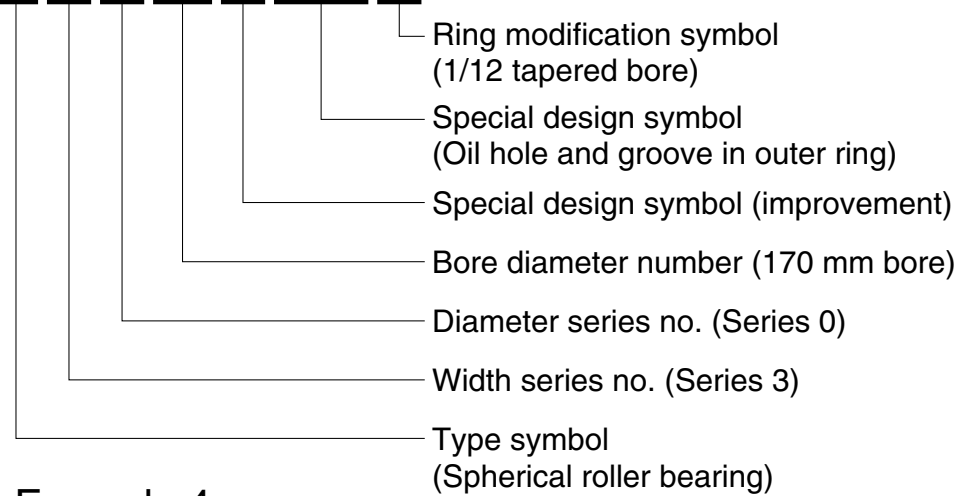 Ring modification symbol
(1/12 tapered bore)
Special design symbol
(Oil hole and groove in outer ring)
Special design symbol (improvement)
Bore diameter number (170 mm bore)
Diameter series no. (Series 0)
Width series no. (Series 3)
Type symbol
(Spherical roller bearing)